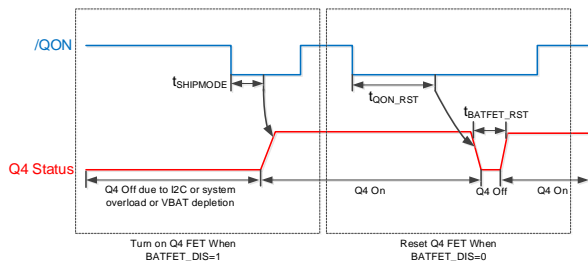 /QON
tSHIPMODE
tQON_RST
tBATFET_RST
Q4 Status
Q4 Off due to I2C or system
overload or VBAT depletion
Q4 On
Q4 Off
Q4 On
Turn on Q4 FET When
BATFET_DIS=1
Reset Q4 FET When
BATFET_DIS=0